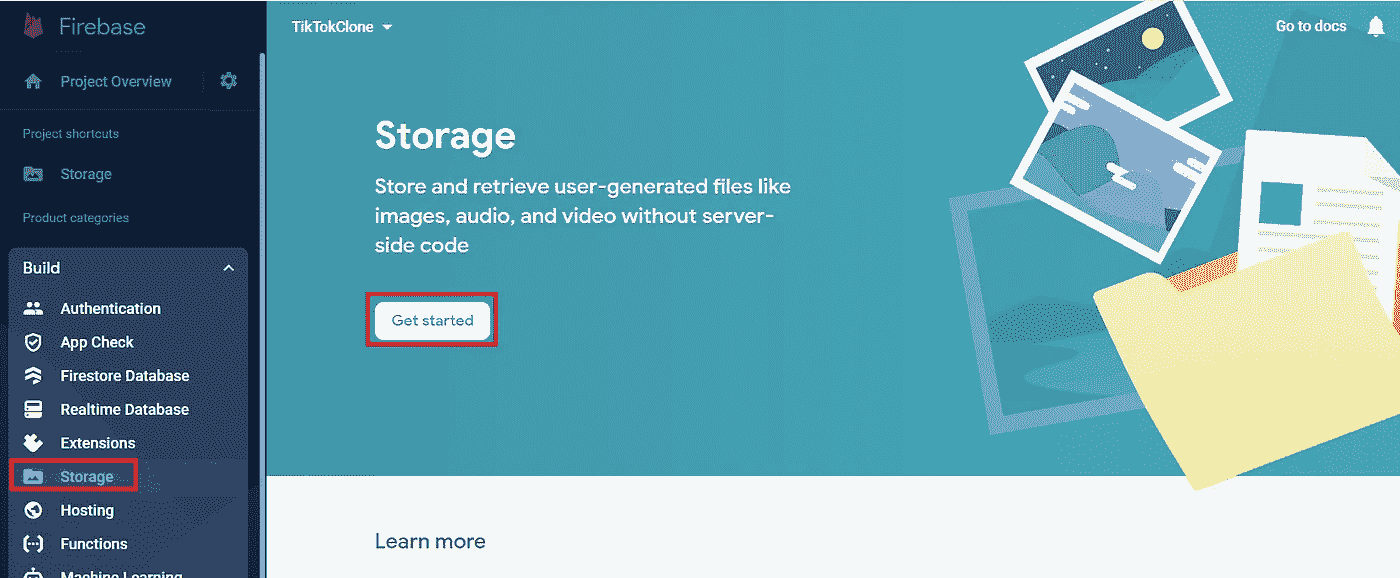 Firebase
Project Overview
Project shortcuts
Storage
Product categories
Build
Authentication
App Check
Firestore Database
Realtime Database
Extensions
Storage
Hosting
Functions
Machine Learning
TikTokClone
Go to docs
Storage
Store and retrieve user-generated files like
images, audio, and video without server-
side code
Get started
Learn more